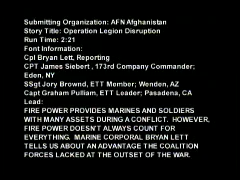 Submitting Organization: AFN Afghanistan
Story Title: Operation Legion Disruption
Run Time: 2:21
Font Information:
Cpl Bryan Lett, Reporting
CPT James Siebert , 173rd Company Commander;
Eden, NY
SSgt Jory Brownd, ETT Member; Wenden, AZ
Capt Graham Pulliam, ETT Leader; Pasadena, CA
Lead:
FIRE POWER PROVIDES MARINES AND SOLDIERS
WITH MANY ASSETS DURING A CONFLICT. HOWEVER,
FIRE POWER DOESN'T ALWAYS COUNT FOR
EVERYTHING. MARINE CORPORAL BRYAN LETT
TELLS US ABOUT AN ADVANTAGE THE COALITION
FORCES LACKED AT THE OUTSET OF THE WAR.